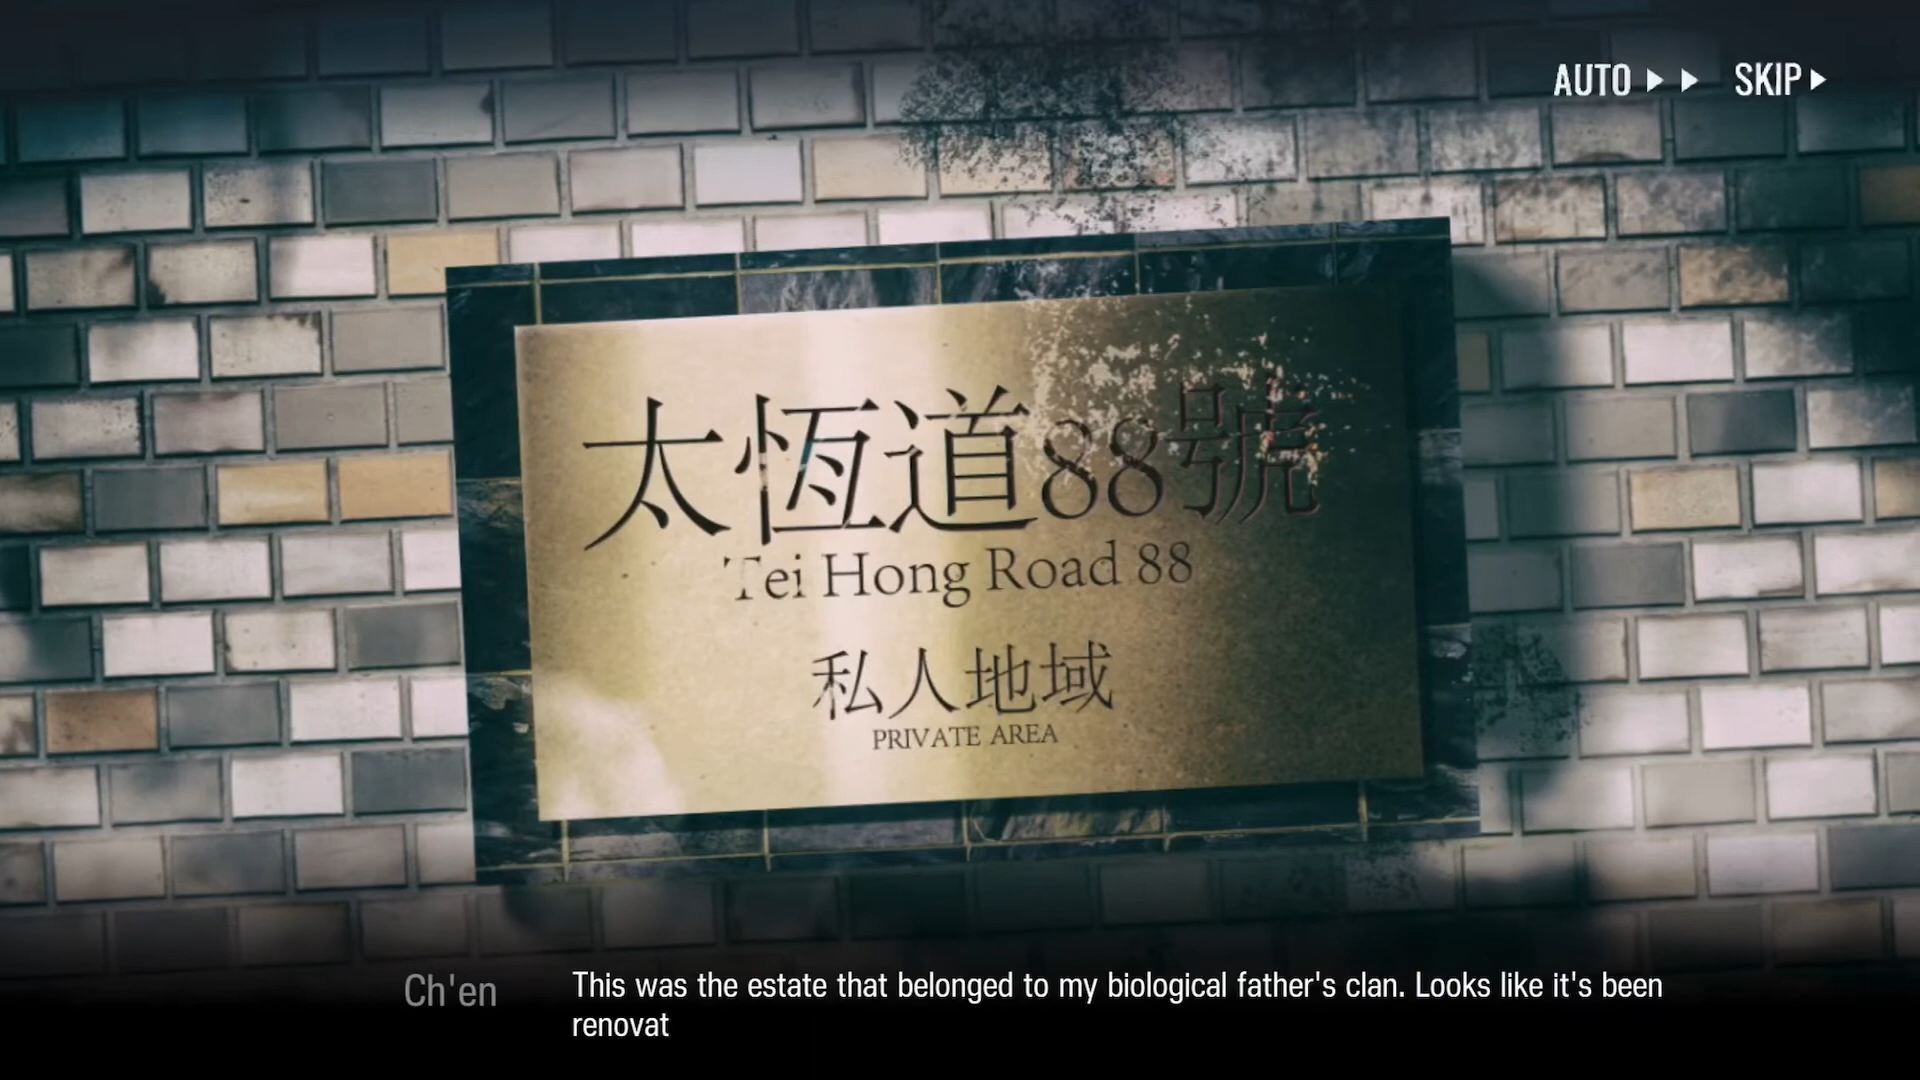 AUTO SKIP
太恆道88號
Tei Hong Road 88
私人地域
PRIVATE AREA
Ch'en
This was the estate that belonged to my biological father's clan. Looks like it's been
renovat